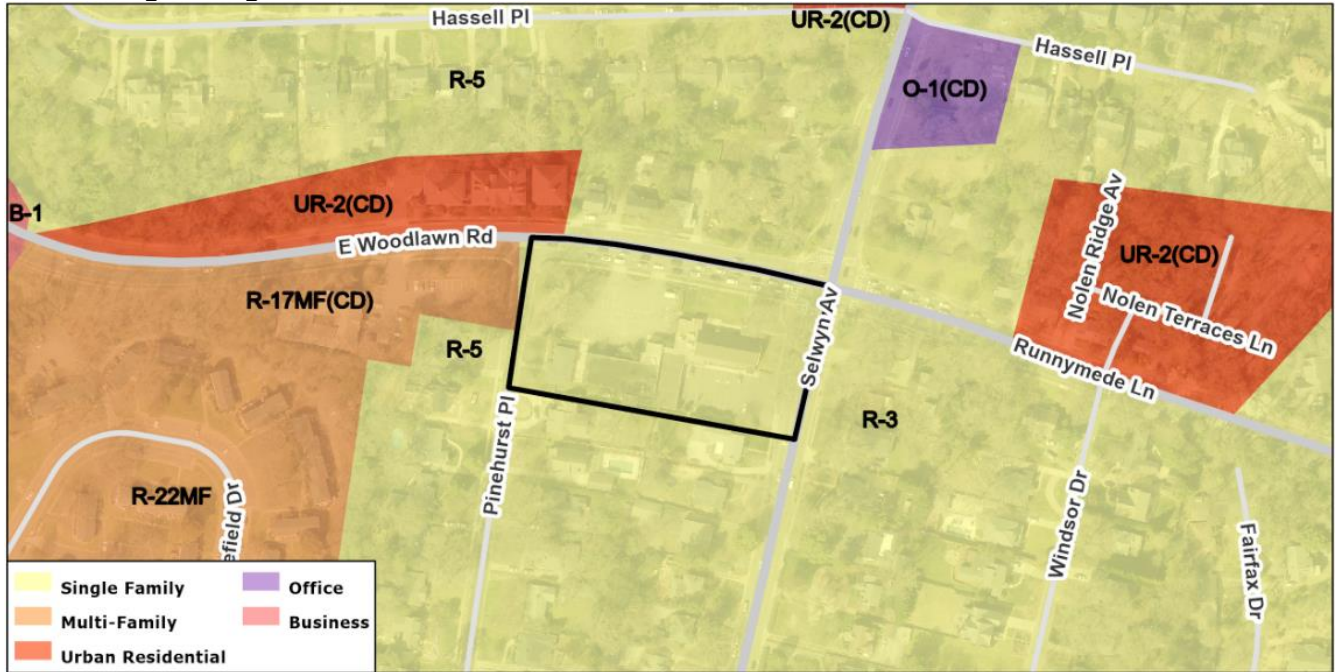 Hassell Pl
UR-2(CD)
Hassell Pl
R-5
O-1(CD)
Nolen Ridge Av
UR-2(CD)
B-1
E Woodlawn Rd
UR-2(CD)
R-17MF(CD)
Nolen Terraces Ln
R-5
Selwyn Av
Runnymede Ln
R-3
Pinehurst Pl
R-22MF
efield Dr
Windsor Dr
Fairfax Dr
Single Family
Office
Multi-Family
Business
Urban Residential